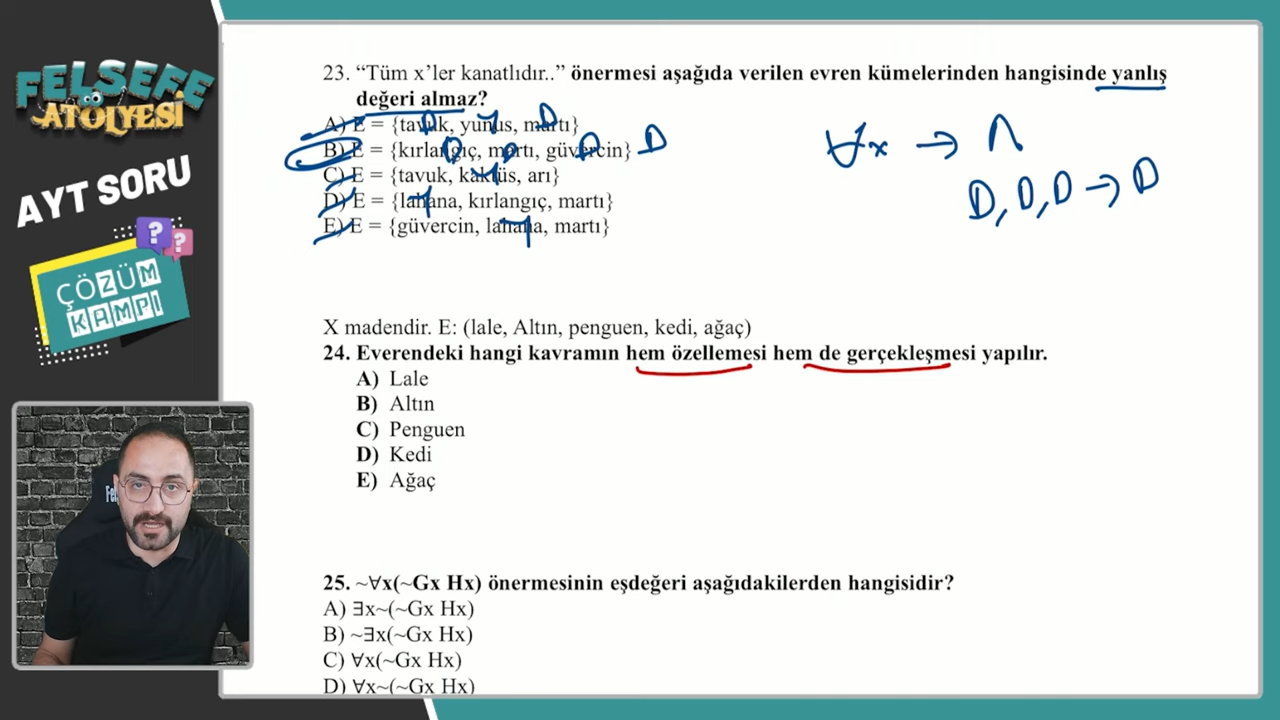 FELSEFE
ATÖLYESİ
AYT SORU
? ?
ÇÖZÜM
KAMPI
Fel
23. “Tüm x’ler kanatlıdır..” önermesi aşağıda verilen evren kümelerinden hangisinde yanlış
değeri almaz?
A) E = {tavuk, yunus, martı}
D Y D
B) E = {kırlangıç, martı, güvercin}
D D D D
C) E = {tavuk, kaktüs, arı}
Y
D) E = {lahana, kırlangıç, martı}
Y
E) E = {güvercin, lahana, martı}
Y
∀x → Λ
D, D, D → D
X madendir. E: (lale, Altın, penguen, kedi, ağaç)
24. Everendeki hangi kavramın hem özellemesi hem de gerçekleşmesi yapılır.
A) Lale
B) Altın
C) Penguen
D) Kedi
E) Ağaç
25. ~∀x(~Gx Hx) önermesinin eşdeğeri aşağıdakilerden hangisidir?
A) ∃x~(~Gx Hx)
B) ~∃x(~Gx Hx)
C) ∀x(~Gx Hx)
D) ∀x~(~Gx Hx)